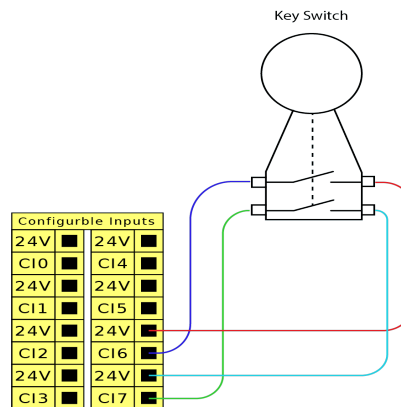 Key Switch
Configurble Inputs
24V 24V
CI0 CI4
24V 24V
CI1 CI5
24V 24V
CI2 CI6
24V 24V
CI3 CI7